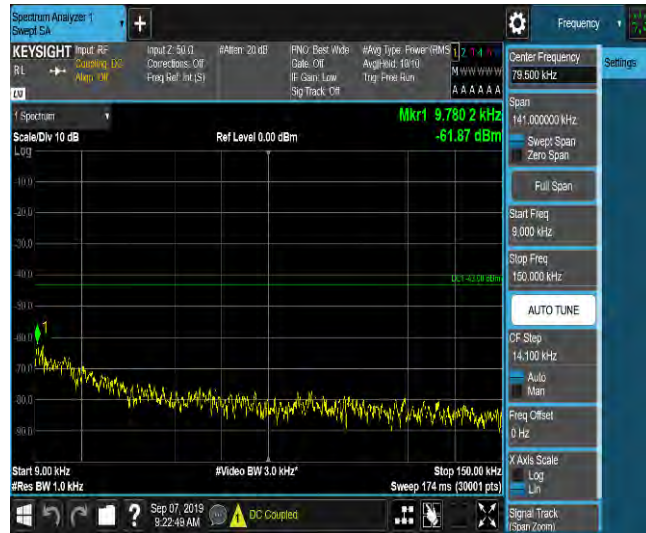 Spectrum Analyzer 1
Swept SA
Frequency
KEYSIGHT
RL
Input: RF
Coupling: DC
Align: Off
Input Z: 50 Ω
Corrections: Off
Freq Ref: Int (S)
#Atten: 20 dB
PNO: Best Wide
Gate: Off
IF Gain: Low
Sig Track: Off
#Avg Type: Power (RMS
Avg|Hold: 10/10
Trig: Free Run
M W W W W W
A A A A A A
Settings
1 Spectrum
Mkr1 9.780 2 kHz
Scale/Div 10 dB
Ref Level 0.00 dBm
-61.87 dBm
Log
-10.0
-20.0
-30.0
-40.0
DL1 -43.00 dBm
-50.0
1
-60.0
-70.0
-80.0
-90.0
Start 9.00 kHz
#Video BW 3.0 kHz*
Stop 150.00 kHz
#Res BW 1.0 kHz
Sweep 174 ms (30001 pts)
Center Frequency
79.500 kHz
Span
141.000000 kHz
Swept Span
Zero Span
Full Span
Start Freq
9.000 kHz
Stop Freq
150.000 kHz
AUTO TUNE
CF Step
14.100 kHz
Auto
Man
Freq Offset
0 Hz
X Axis Scale
Log
Lin
Signal Track
(Span Zoom)
?
Sep 07, 2019
9:22:49 AM
DC Coupled